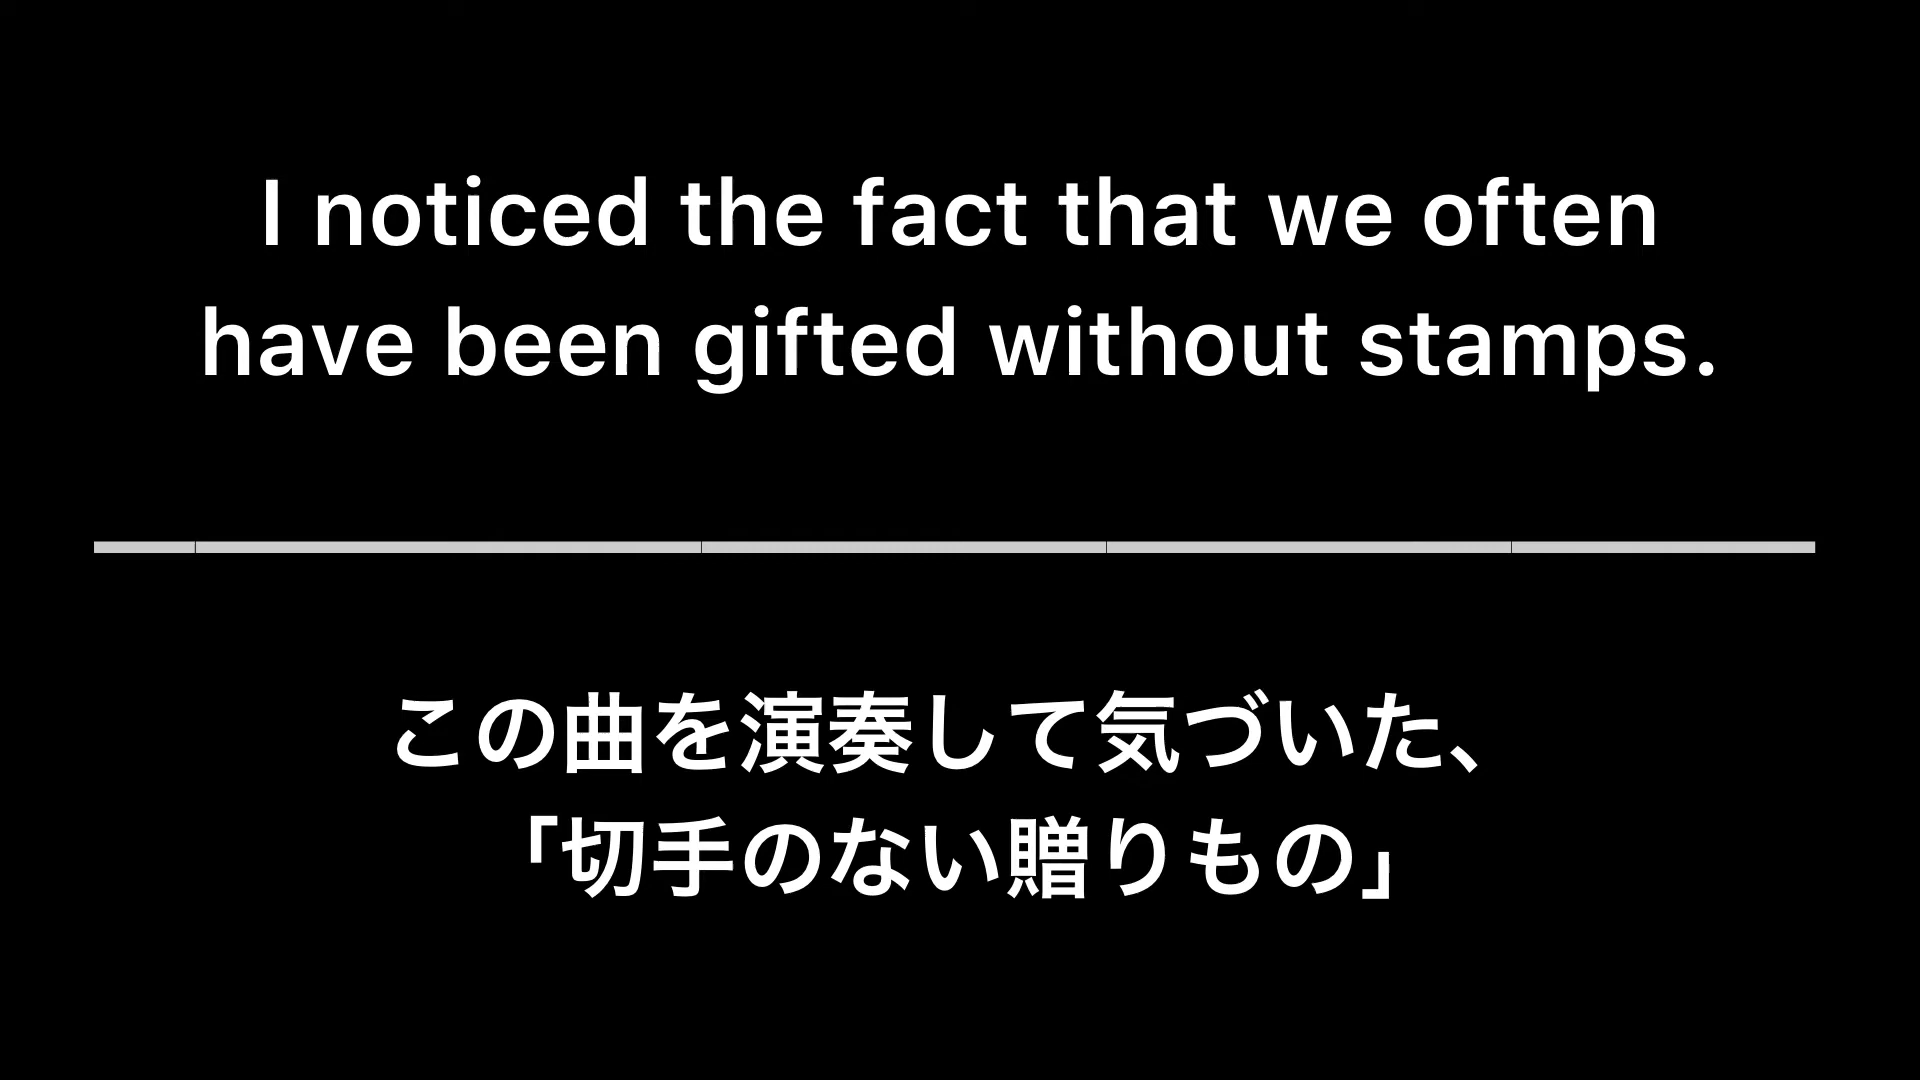 I noticed the fact that we often
have been gifted without stamps.
この曲を演奏して気づいた、
「切手のない贈りもの」